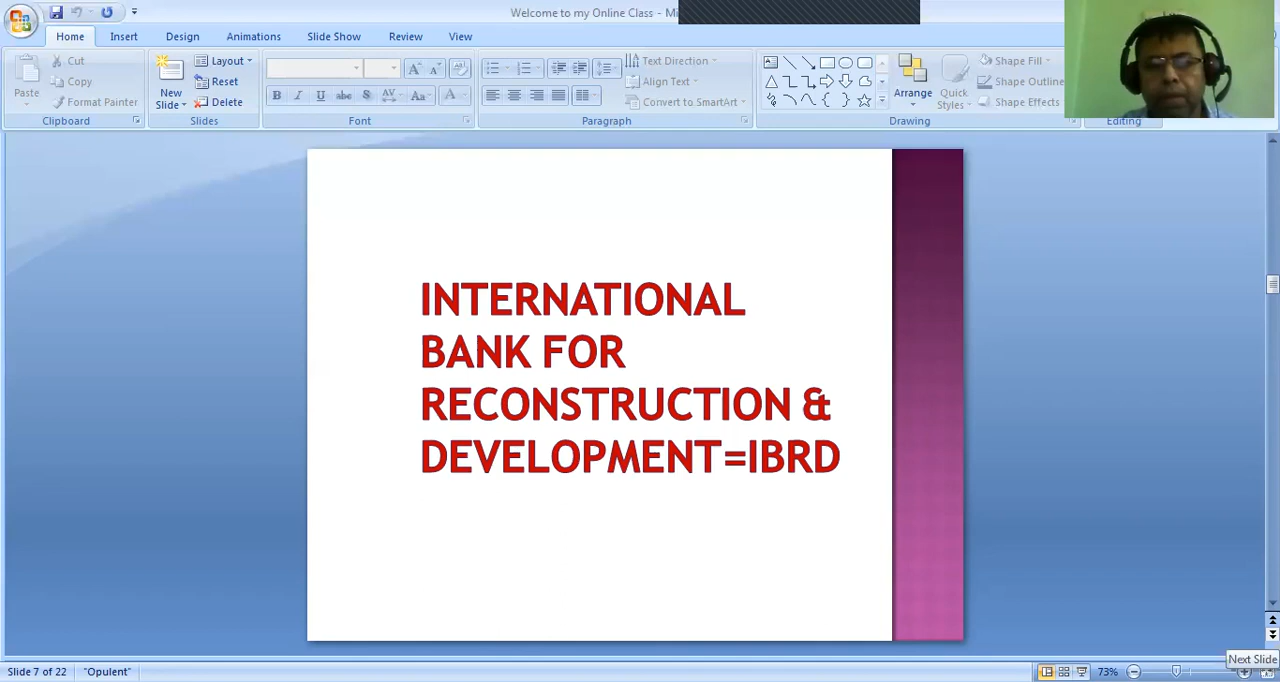 Welcome to my Online Class - Mi
Home Insert Design Animations Slide Show Review View
Paste
Cut
Copy
Format Painter
Clipboard
New
Slide
Layout
Reset
Delete
Slides
B I U abc S AV Aa A
Font
Text Direction
Align Text
Convert to SmartArt
Paragraph
Arrange
Quick
Styles
Shape Fill
Shape Outline
Shape Effects
Drawing
Editing
INTERNATIONAL
BANK FOR
RECONSTRUCTION &
DEVELOPMENT=IBRD
Next Slide
Slide 7 of 22 "Opulent" 73%